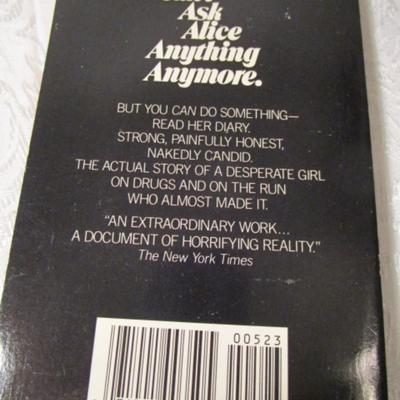 Ask
Alice
Anything
Anymore.
BUT YOU CAN DO SOMETHING—
READ HER DIARY.
STRONG, PAINFULLY HONEST,
NAKEDLY CANDID.
THE ACTUAL STORY OF A DESPERATE GIRL
ON DRUGS AND ON THE RUN
WHO ALMOST MADE IT.
"AN EXTRAORDINARY WORK...
A DOCUMENT OF HORRIFYING REALITY."
The New York Times
00523